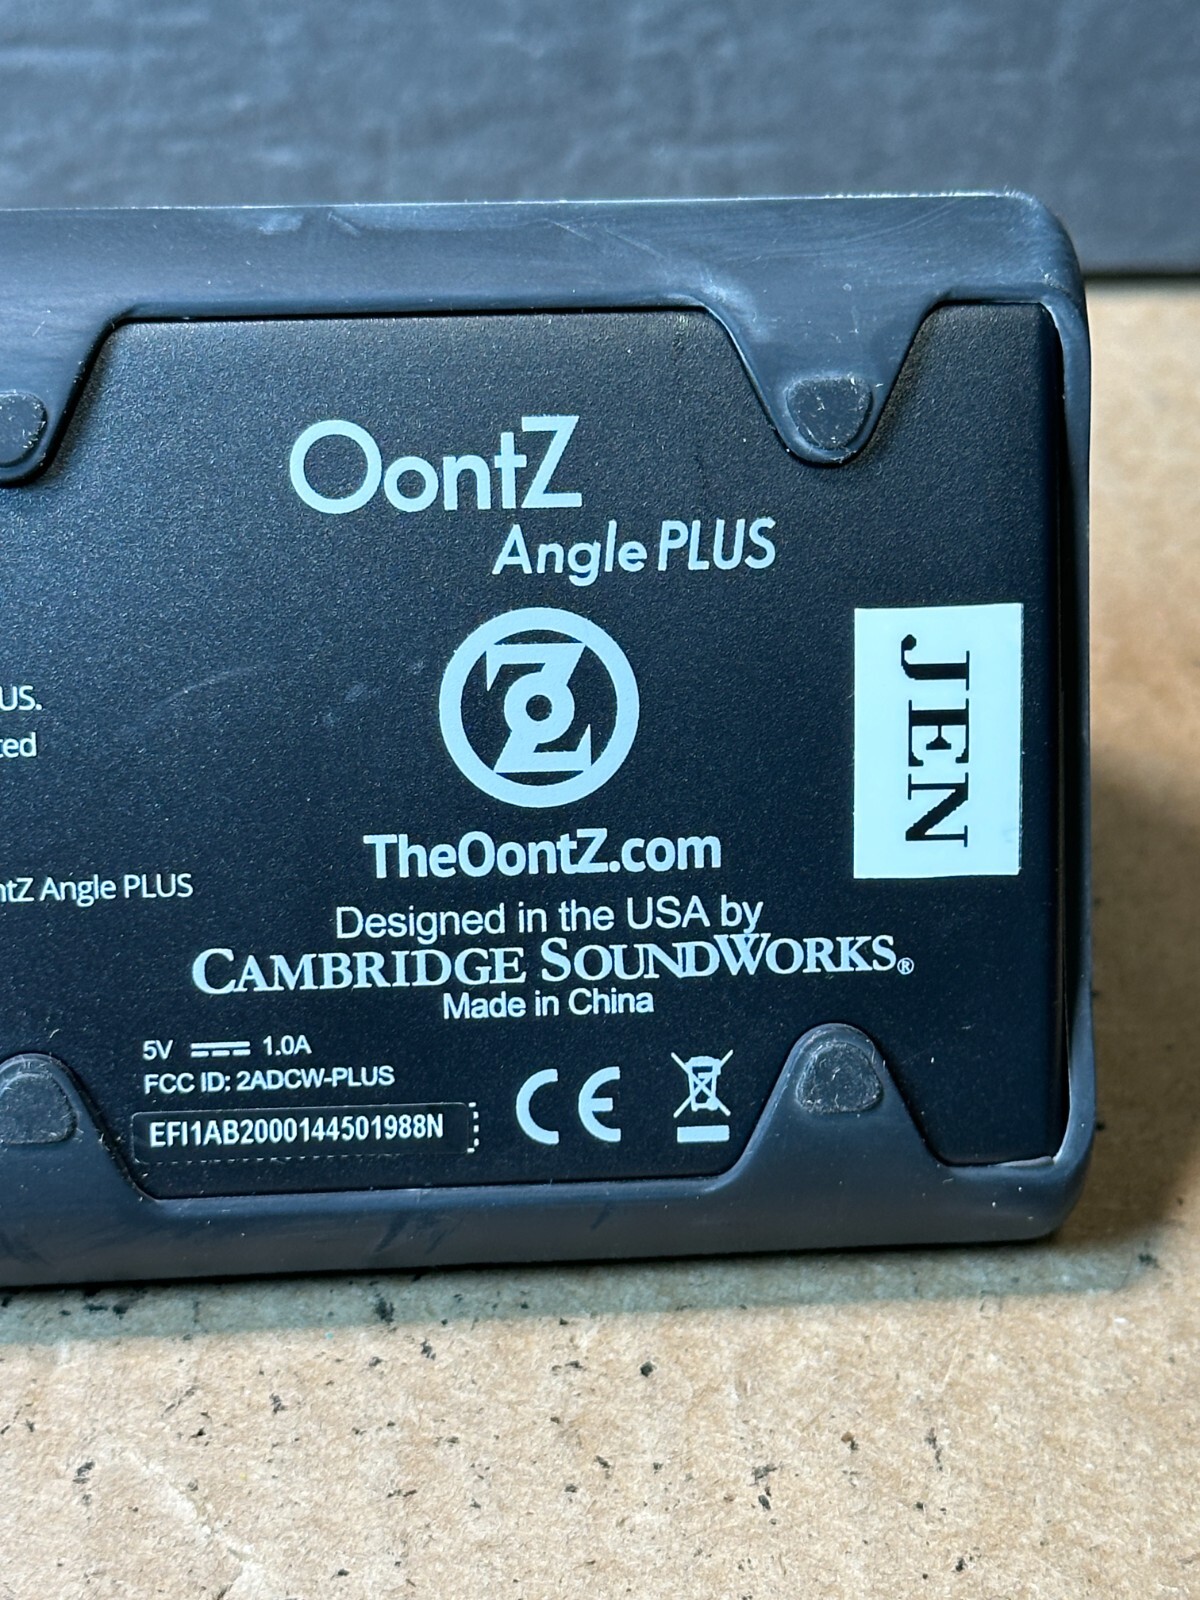 OontZ
Angle PLUS
US.
ted
ntZ Angle PLUS
TheOontZ.com
Designed in the USA by
CAMBRIDGE SOUNDWORKS®
Made in China
5V ⎓ 1.0A
FCC ID: 2ADCW-PLUS
EFI1AB2000144501988N
CE
JEN